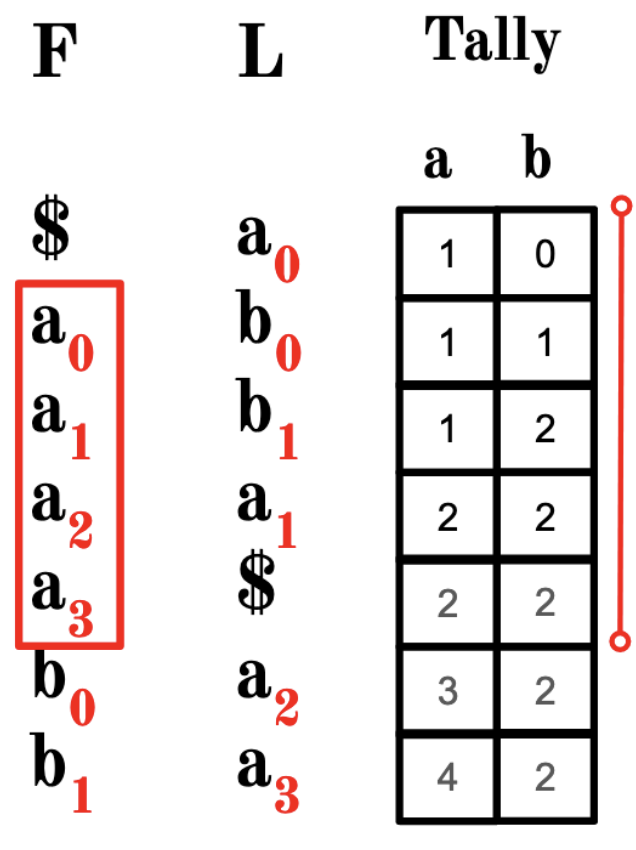 F L Tally
a b
$ a0 1 0
a0 b0 1 1
a1 b1 1 2
a2 a1 2 2
a3 $ 2 2
b0 a2 3 2
b1 a3 4 2